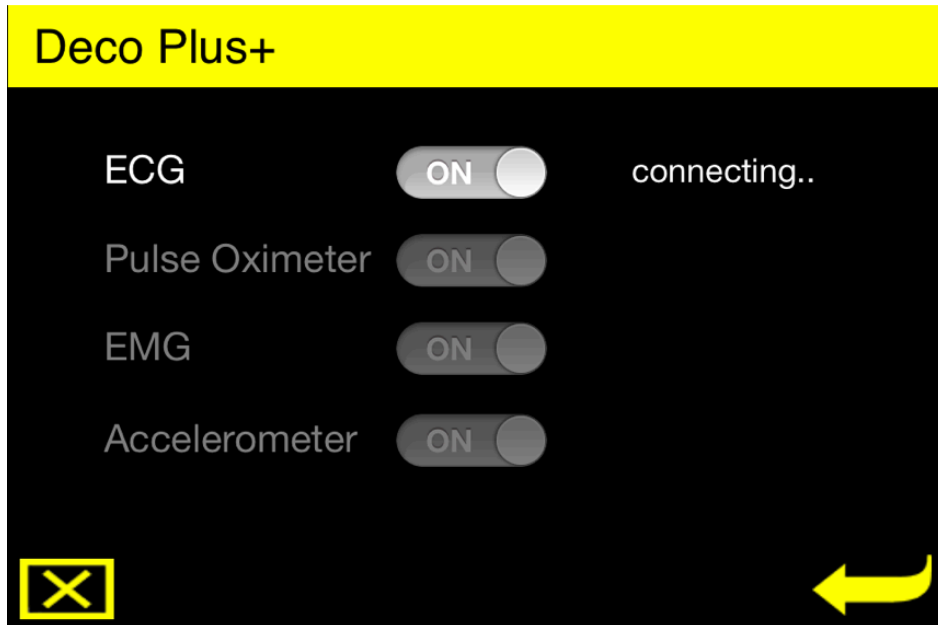 Deco Plus+
ECG ON connecting..
Pulse Oximeter ON
EMG ON
Accelerometer ON